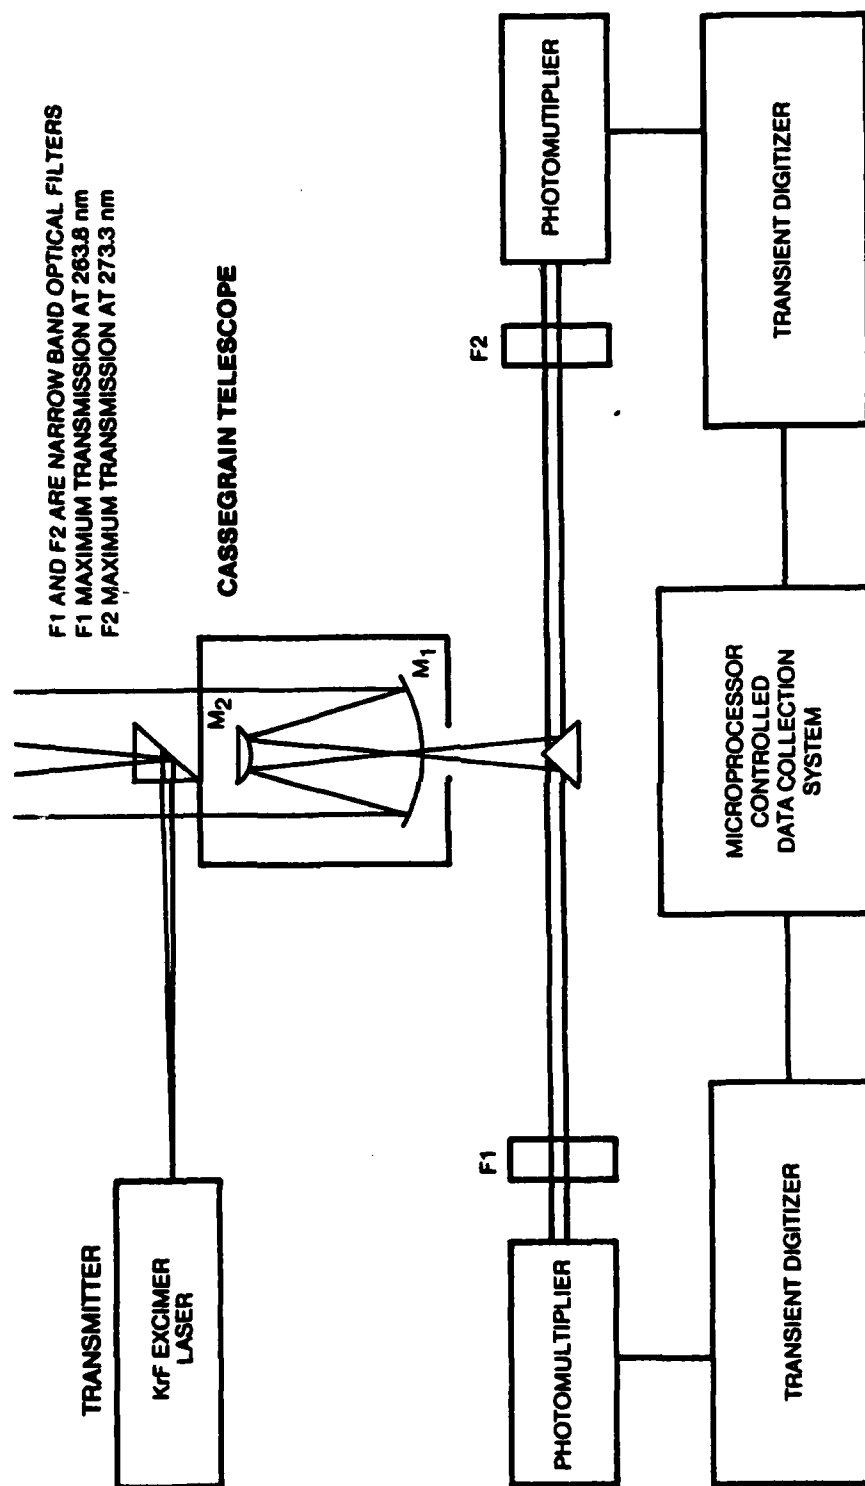 F1 AND F2 ARE NARROW BAND OPTICAL FILTERS
F1 MAXIMUM TRANSMISSION AT 263.8 nm
F2 MAXIMUM TRANSMISSION AT 273.3 nm
CASSEGRAIN TELESCOPE
TRANSMITTER
KrF EXCIMER
LASER
M2
M1
F1
F2
PHOTOMULTIPLIER
PHOTOMUTIPLIER
TRANSIENT DIGITIZER
MICROPROCESSOR
CONTROLLED
DATA COLLECTION
SYSTEM
TRANSIENT DIGITIZER